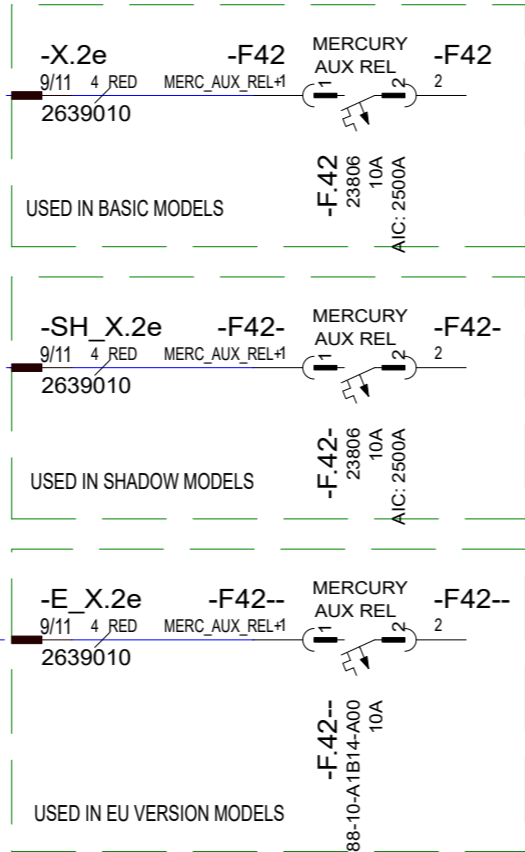 -X.2e -F42 MERCURY -F42
AUX REL
9/11 4 RED MERC_AUX_REL+ 1 1 2 2
2639010
-F.42
23806
10A
AIC: 2500A
USED IN BASIC MODELS
-SH_X.2e -F42- MERCURY -F42-
AUX REL
9/11 4 RED MERC_AUX_REL+ 1 1 2 2
2639010
-F.42-
23806
10A
AIC: 2500A
USED IN SHADOW MODELS
-E_X.2e -F42-- MERCURY -F42--
AUX REL
9/11 4 RED MERC_AUX_REL+ 1 1 2 2
2639010
-F.42--
88-10-A1B14-A00
10A
USED IN EU VERSION MODELS